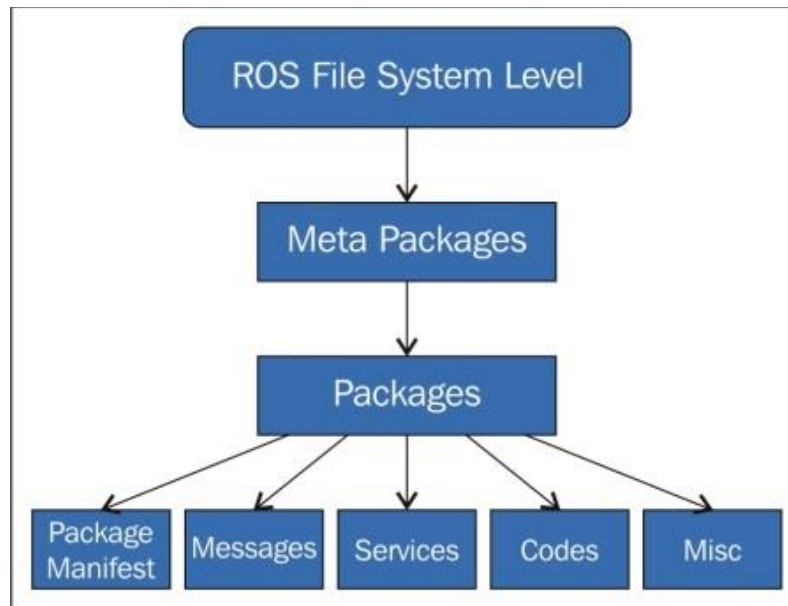 ROS File System Level
Meta Packages
Packages
Package
Manifest
Messages
Services
Codes
Misc